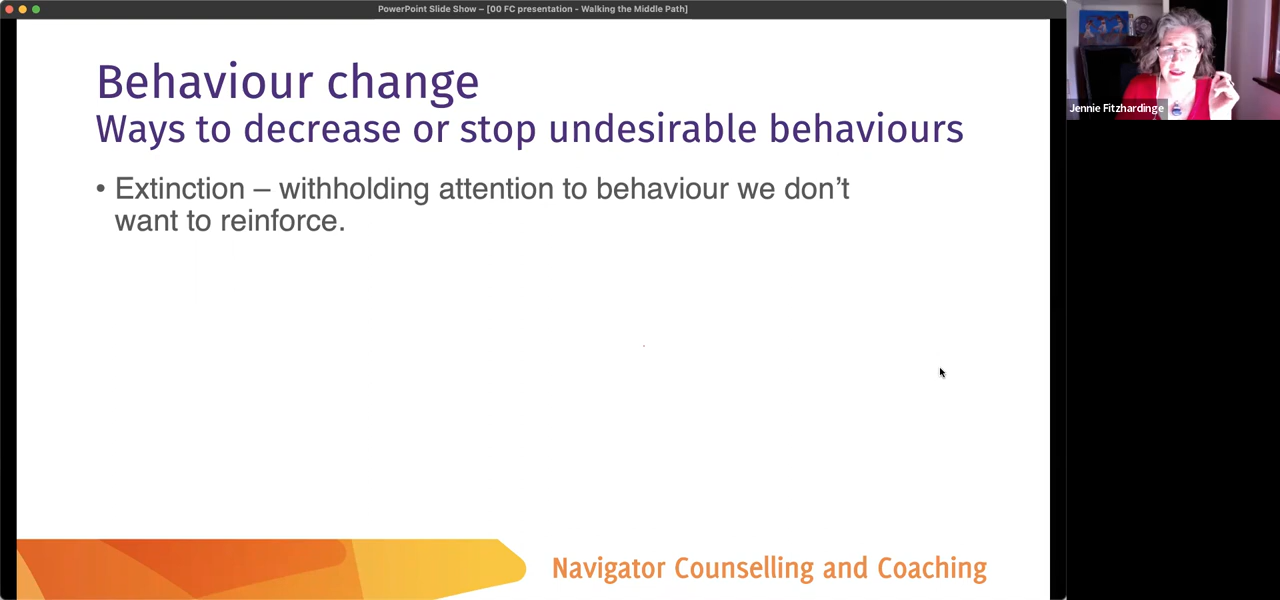 PowerPoint Slide Show – [00 FC presentation - Walking the Middle Path]
Behaviour change
Ways to decrease or stop undesirable behaviours
• Extinction – withholding attention to behaviour we don’t
want to reinforce.
Navigator Counselling and Coaching
Jennie Fitzhardinge